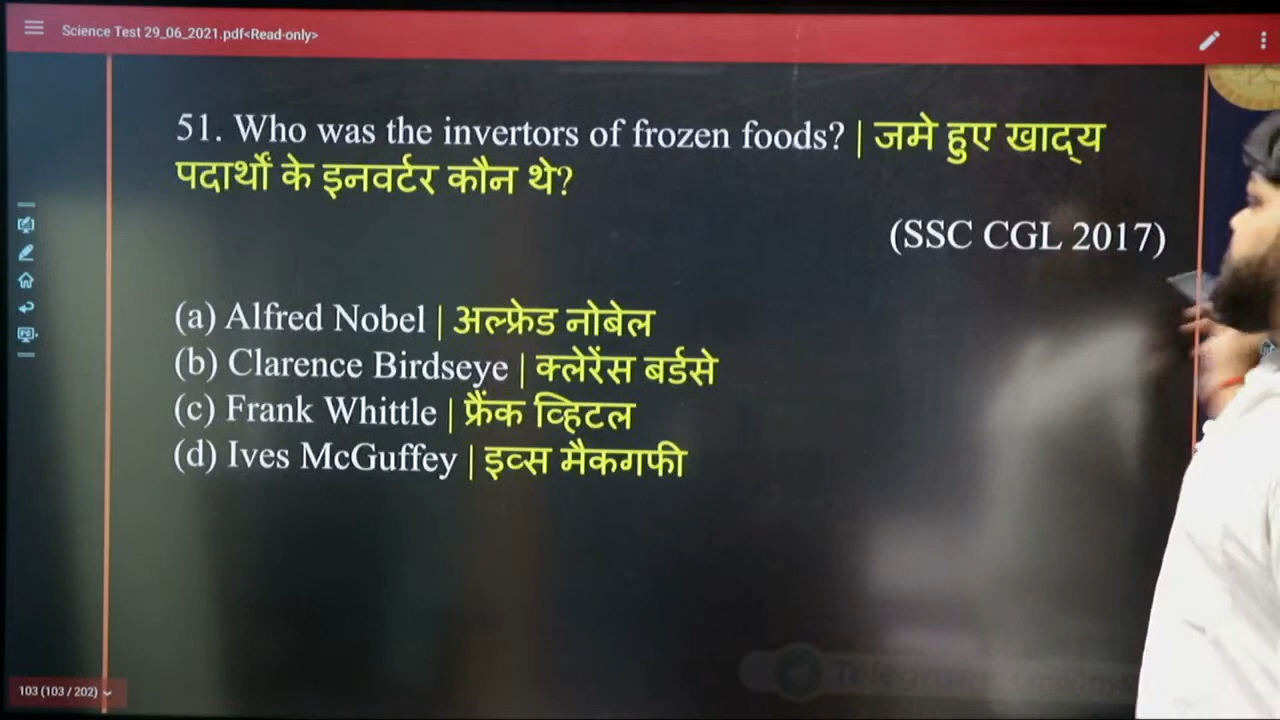 Science Test 29_06_2021.pdf<Read-only>
51. Who was the invertors of frozen foods? | जमे हुए खाद्य
पदार्थों के इनवर्टर कौन थे?
(SSC CGL 2017)
(a) Alfred Nobel | अल्फ्रेड नोबेल
(b) Clarence Birdseye | क्लेरेंस बर्डसे
(c) Frank Whittle | फ्रैंक व्हिटल
(d) Ives McGuffey | इव्स मैकगफी
103 (103 / 202)
Telegram